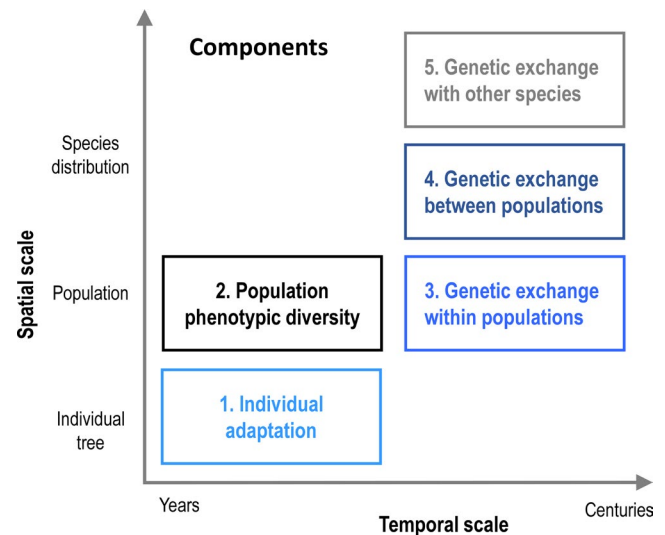 Components
5. Genetic exchange
with other species
Species
distribution
4. Genetic exchange
between populations
Spatial scale
Population
2. Population
phenotypic diversity
3. Genetic exchange
within populations
Individual
tree
1. Individual
adaptation
Years
Centuries
Temporal scale